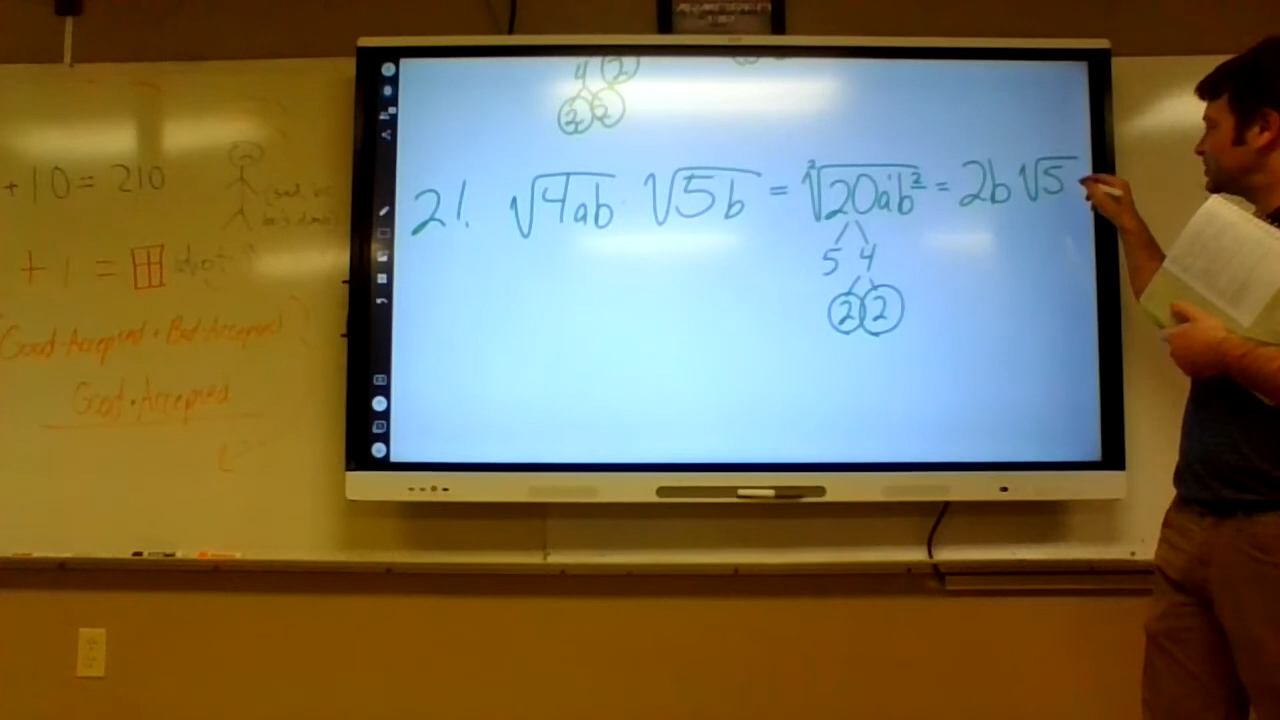 4 2
2 2
21. √4ab √5b = ²√20ab² = 2b√5
5 4
2 2
+10=210
+ 1 =
(Good-Accepted + Bad-Accepted)
Good-Accepted